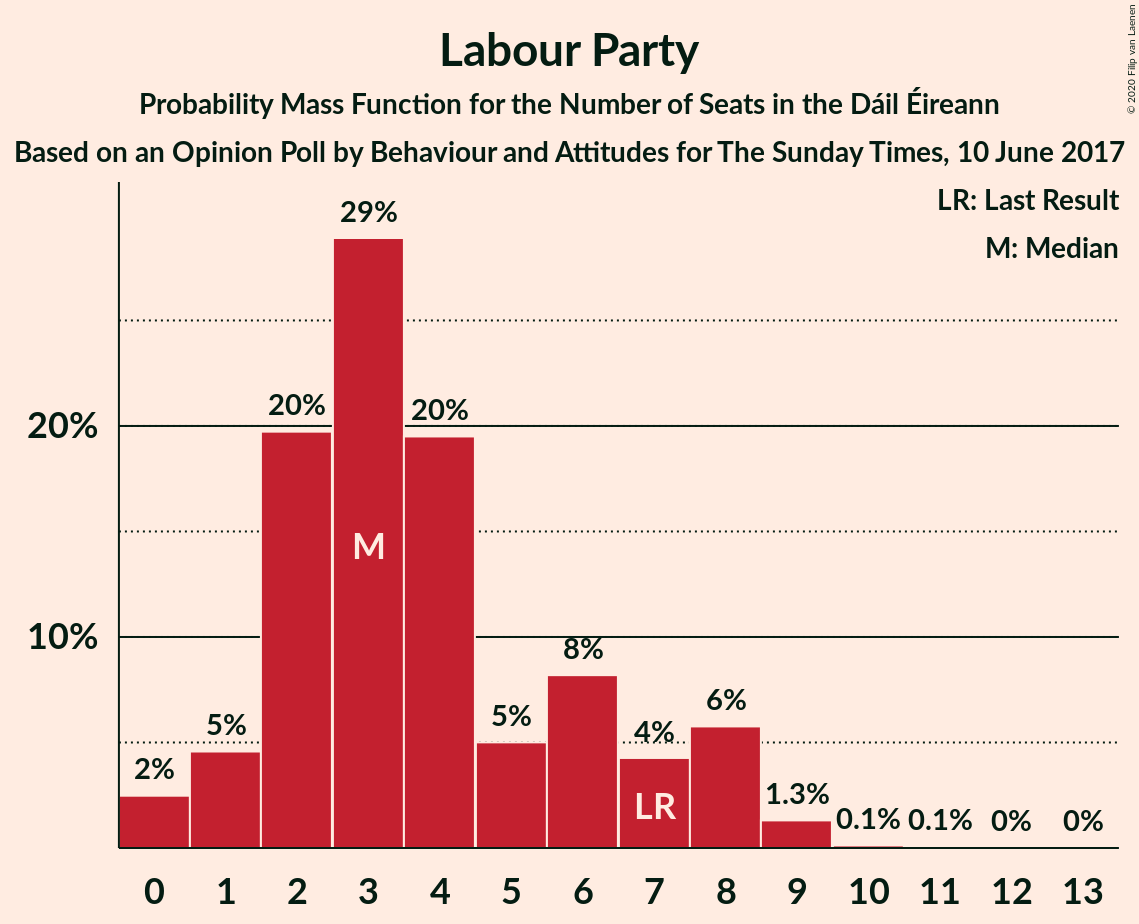 Labour Party
Probability Mass Function for the Number of Seats in the Dáil Éireann
Based on an Opinion Poll by Behaviour and Attitudes for The Sunday Times, 10 June 2017
© 2020 Filip van Laenen
LR: Last Result
M: Median
29%
20%
20%
20%
M
10%
8%
6%
5%
5%
4%
2%
LR
1.3%
0.1%
0.1%
0%
0%
0 1 2 3 4 5 6 7 8 9 10 11 12 13